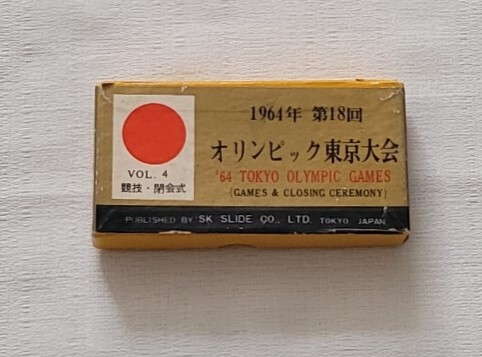 1964年 第18回
オリンピック東京大会
'64 TOKYO OLYMPIC GAMES
(GAMES & CLOSING CEREMONY)
VOL. 4
競技・閉会式
PUBLISHED BY SK SLIDE CO., LTD. TOKYO JAPAN